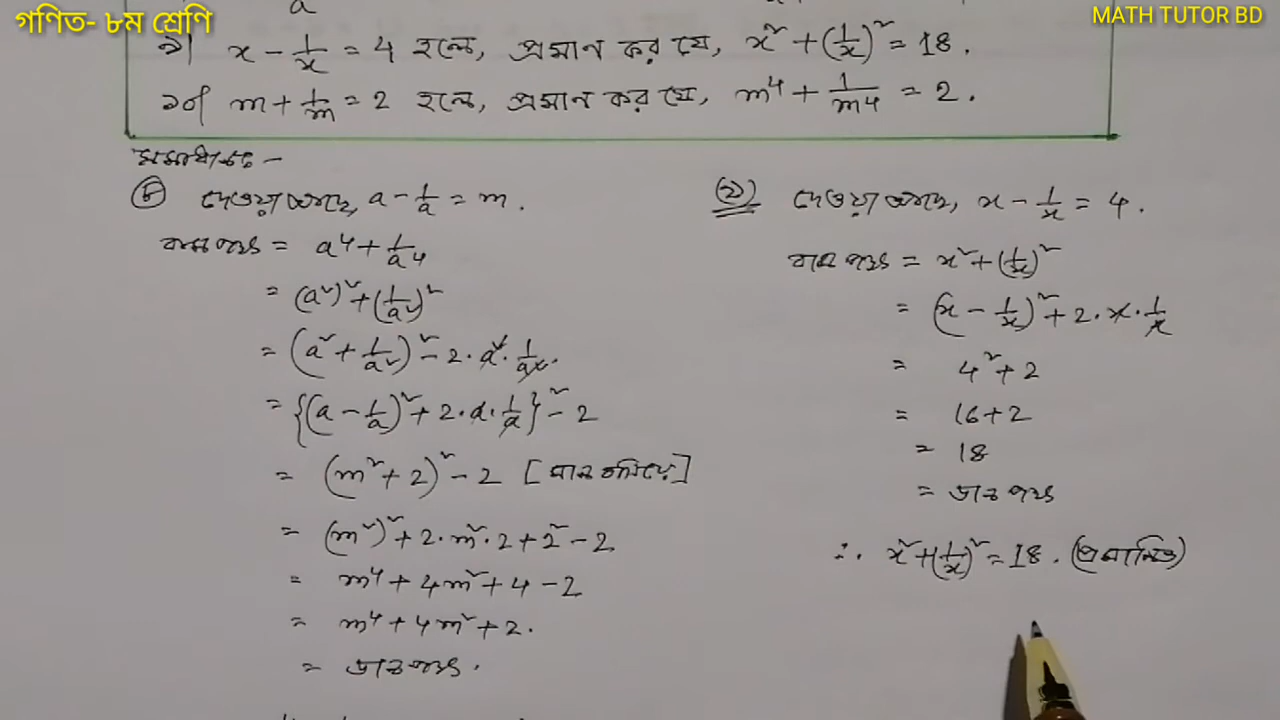 গণিত- ৮ম শ্রেণি
MATH TUTOR BD
a
৯। x - 1/x = 4 হলে, প্রমান কর যে, x² + (1/x)² = 18.
১০। m + 1/m = 2 হলে, প্রমান কর যে, m⁴ + 1/m⁴ = 2.
সমাধানঃ-
৮ দেওয়া আছে, a - 1/a = m.
বামপক্ষ = a⁴ + 1/a⁴
= (a²)² + (1/a²)²
= (a² + 1/a²)² - 2·a²·1/a².
= {(a - 1/a)² + 2·a·1/a}² - 2
= (m² + 2)² - 2 [মান বসিয়ে]
= (m²)² + 2·m²·2 + 2² - 2
= m⁴ + 4m² + 4 - 2
= m⁴ + 4m² + 2.
= ডানপক্ষ.
৯ দেওয়া আছে, x - 1/x = 4.
বাম পক্ষ = x² + (1/x)²
= (x - 1/x)² + 2·x·1/x
= 4² + 2
= 16 + 2
= 18
= ডান পক্ষ
∴ x² + (1/x)² = 18. (প্রমানিত)